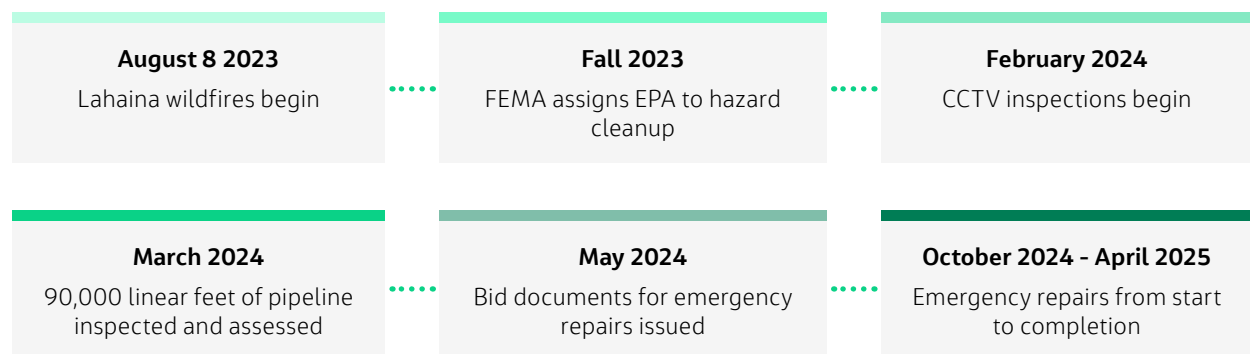 August 8 2023
Lahaina wildfires begin
Fall 2023
FEMA assigns EPA to hazard
cleanup
February 2024
CCTV inspections begin
March 2024
90,000 linear feet of pipeline
inspected and assessed
May 2024
Bid documents for emergency
repairs issued
October 2024 - April 2025
Emergency repairs from start
to completion